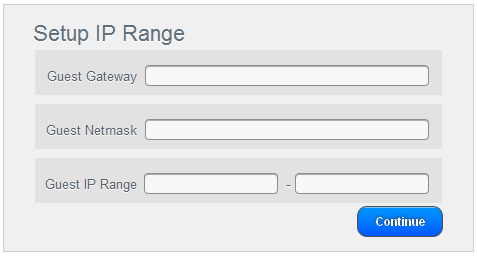 Setup IP Range
Guest Gateway
Guest Netmask
Guest IP Range -
Continue